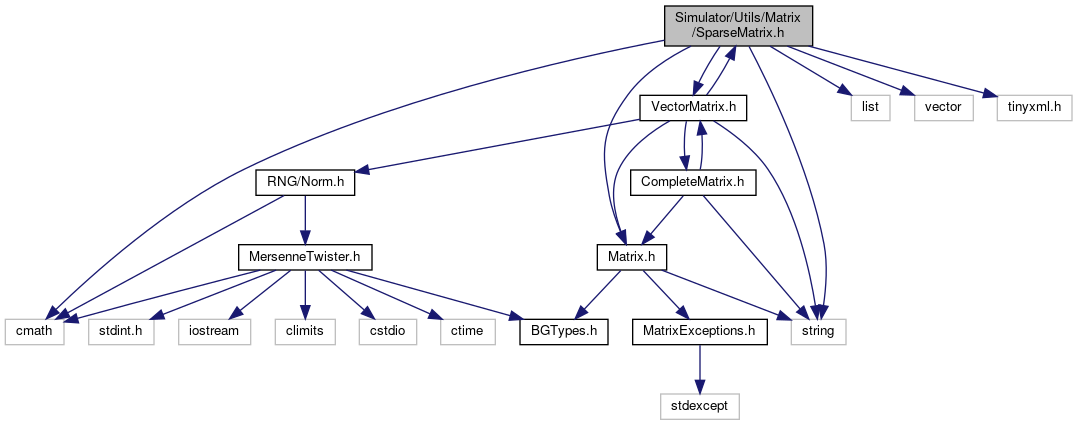 Simulator/Utils/Matrix
/SparseMatrix.h
VectorMatrix.h
list
vector
tinyxml.h
RNG/Norm.h
CompleteMatrix.h
MersenneTwister.h
Matrix.h
cmath
stdint.h
iostream
climits
cstdio
ctime
BGTypes.h
MatrixExceptions.h
string
stdexcept